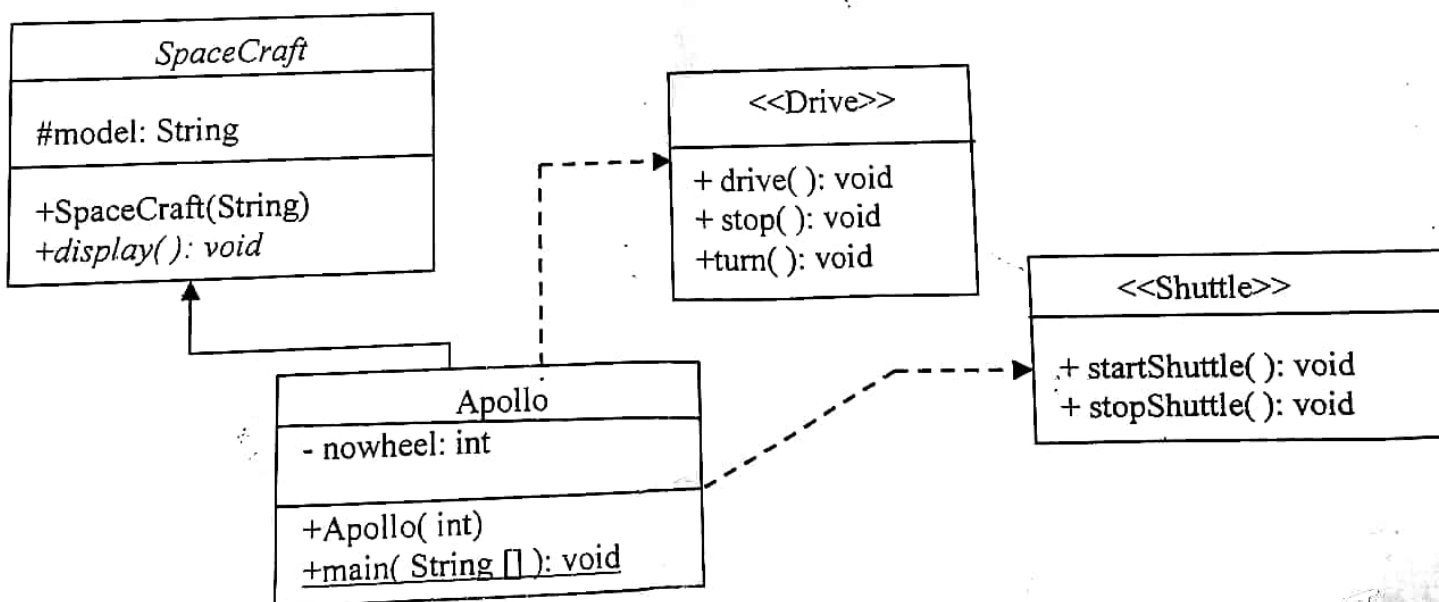 SpaceCraft
#model: String
+SpaceCraft(String)
+display( ): void
<<Drive>>
+ drive( ): void
+ stop( ): void
+turn( ): void
<<Shuttle>>
+ startShuttle( ): void
+ stopShuttle( ): void
Apollo
- nowheel: int
+Apollo( int)
+main( String [] ): void